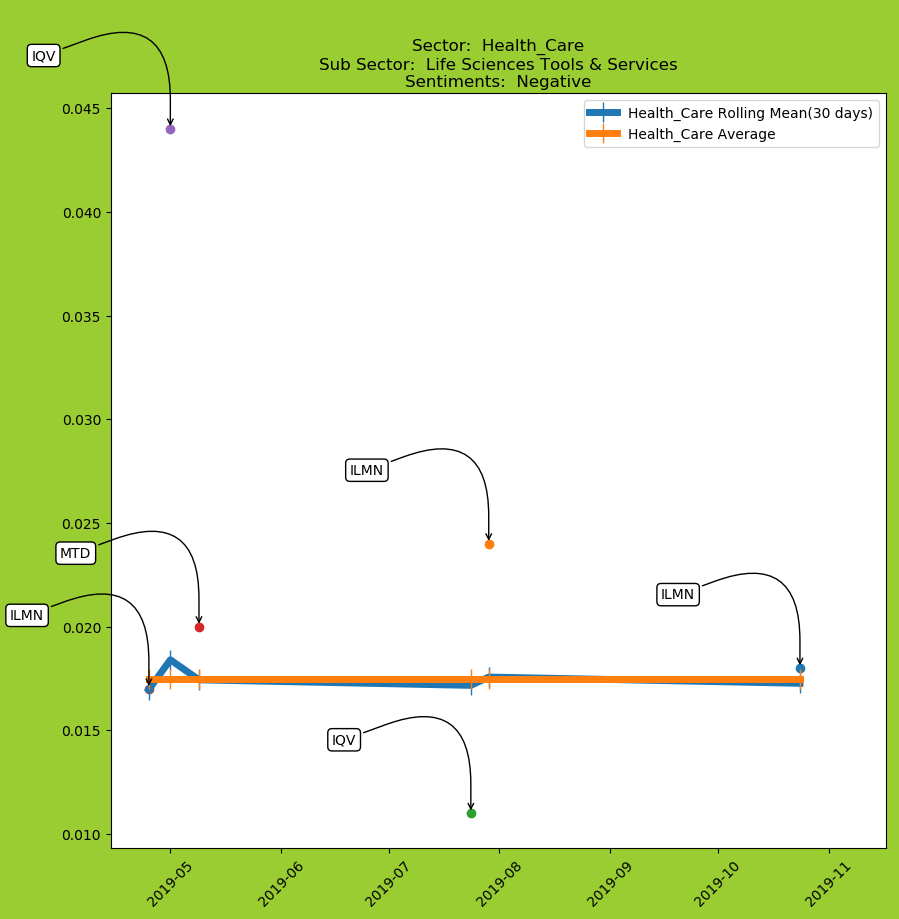 Sector:  Health_Care
Sub Sector:  Life Sciences Tools & Services
Sentiments:  Negative
IQV
Health_Care Rolling Mean(30 days)
Health_Care Average
0.045
0.040
0.035
0.030
ILMN
0.025
MTD
ILMN
ILMN
0.020
0.015
IQV
0.010
2019-05
2019-06
2019-07
2019-08
2019-09
2019-10
2019-11